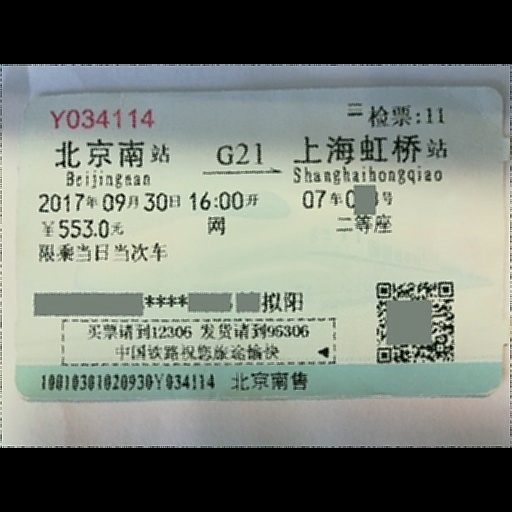 Y034114 检票:11
北京南站 G21 上海虹桥站
Beijingnan Shanghaihongqiao
2017年09月30日 16:00开 07车 号
¥553.0元 网 二等座
限乘当日当次车
**** 拟阳
买票请到12306 发货请到95306
中国铁路祝您旅途愉快
10010301020930Y034114 北京南售